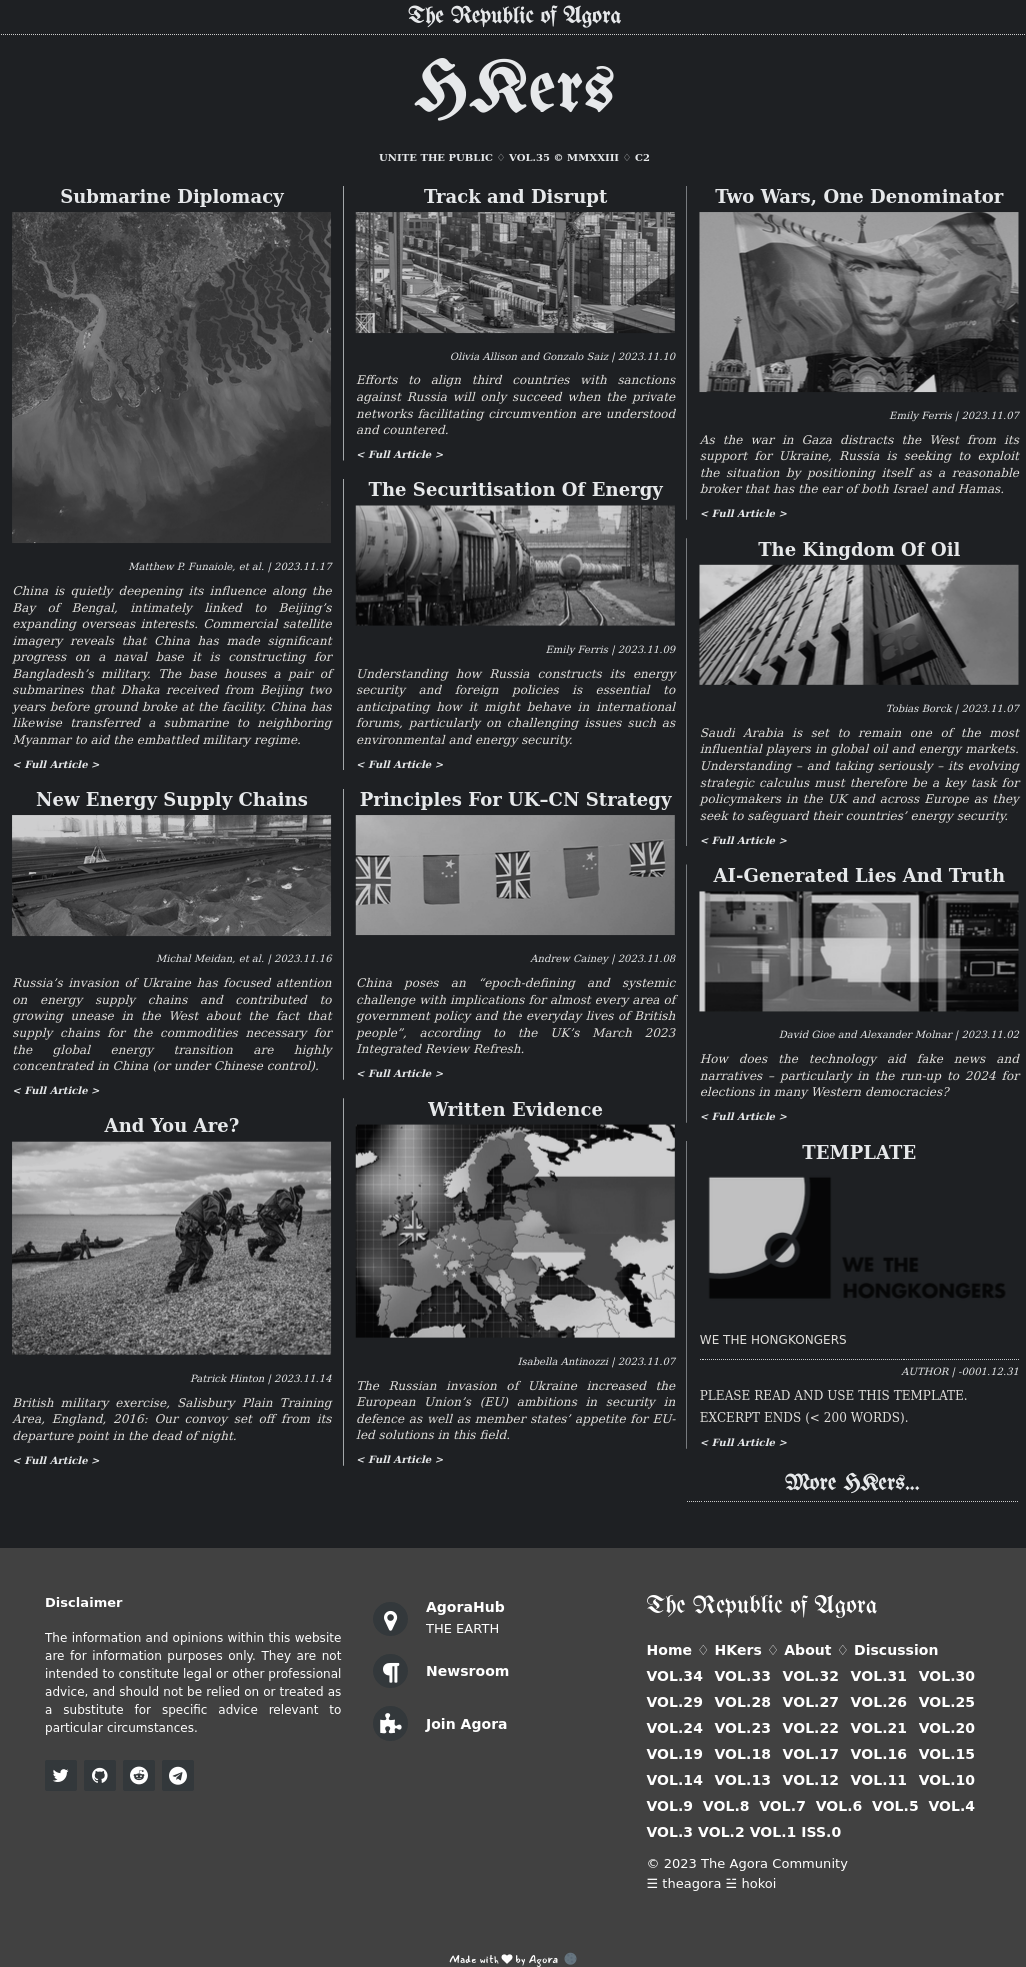 The Republic of Agora
HKers
UNITE THE PUBLIC ♢ VOL.35 © MMXXIII ♢ C2
Submarine Diplomacy
Matthew P. Funaiole, et al. | 2023.11.17
China is quietly deepening its influence along the
Bay of Bengal, intimately linked to Beijing’s
expanding overseas interests. Commercial satellite
imagery reveals that China has made significant
progress on a naval base it is constructing for
Bangladesh’s military. The base houses a pair of
submarines that Dhaka received from Beijing two
years before ground broke at the facility. China has
likewise transferred a submarine to neighboring
Myanmar to aid the embattled military regime.
< Full Article >
New Energy Supply Chains
Michal Meidan, et al. | 2023.11.16
Russia’s invasion of Ukraine has focused attention
on energy supply chains and contributed to
growing unease in the West about the fact that
supply chains for the commodities necessary for
the global energy transition are highly
concentrated in China (or under Chinese control).
< Full Article >
And You Are?
Patrick Hinton | 2023.11.14
British military exercise, Salisbury Plain Training
Area, England, 2016: Our convoy set off from its
departure point in the dead of night.
< Full Article >
Track and Disrupt
Olivia Allison and Gonzalo Saiz | 2023.11.10
Efforts to align third countries with sanctions
against Russia will only succeed when the private
networks facilitating circumvention are understood
and countered.
< Full Article >
The Securitisation Of Energy
Emily Ferris | 2023.11.09
Understanding how Russia constructs its energy
security and foreign policies is essential to
anticipating how it might behave in international
forums, particularly on challenging issues such as
environmental and energy security.
< Full Article >
Principles For UK–CN Strategy
Andrew Cainey | 2023.11.08
China poses an “epoch-defining and systemic
challenge with implications for almost every area of
government policy and the everyday lives of British
people”, according to the UK’s March 2023
Integrated Review Refresh.
< Full Article >
Written Evidence
Isabella Antinozzi | 2023.11.07
The Russian invasion of Ukraine increased the
European Union’s (EU) ambitions in security in
defence as well as member states’ appetite for EU-
led solutions in this field.
< Full Article >
Two Wars, One Denominator
Emily Ferris | 2023.11.07
As the war in Gaza distracts the West from its
support for Ukraine, Russia is seeking to exploit
the situation by positioning itself as a reasonable
broker that has the ear of both Israel and Hamas.
< Full Article >
The Kingdom Of Oil
Tobias Borck | 2023.11.07
Saudi Arabia is set to remain one of the most
influential players in global oil and energy markets.
Understanding – and taking seriously – its evolving
strategic calculus must therefore be a key task for
policymakers in the UK and across Europe as they
seek to safeguard their countries’ energy security.
< Full Article >
AI-Generated Lies And Truth
David Gioe and Alexander Molnar | 2023.11.02
How does the technology aid fake news and
narratives – particularly in the run-up to 2024 for
elections in many Western democracies?
< Full Article >
TEMPLATE
WE THE
HONGKONGERS
WE THE HONGKONGERS
AUTHOR | -0001.12.31
PLEASE READ AND USE THIS TEMPLATE.
EXCERPT ENDS (< 200 WORDS).
< Full Article >
More HKers...
Disclaimer
The information and opinions within this website
are for information purposes only. They are not
intended to constitute legal or other professional
advice, and should not be relied on or treated as
a substitute for specific advice relevant to
particular circumstances.
AgoraHub
THE EARTH
Newsroom
Join Agora
The Republic of Agora
Home ♢ HKers ♢ About ♢ Discussion
VOL.34 VOL.33 VOL.32 VOL.31 VOL.30
VOL.29 VOL.28 VOL.27 VOL.26 VOL.25
VOL.24 VOL.23 VOL.22 VOL.21 VOL.20
VOL.19 VOL.18 VOL.17 VOL.16 VOL.15
VOL.14 VOL.13 VOL.12 VOL.11 VOL.10
VOL.9 VOL.8 VOL.7 VOL.6 VOL.5 VOL.4
VOL.3 VOL.2 VOL.1 ISS.0
© 2023 The Agora Community
☰ theagora ☱ hokoi
Made with ♥ by Agora